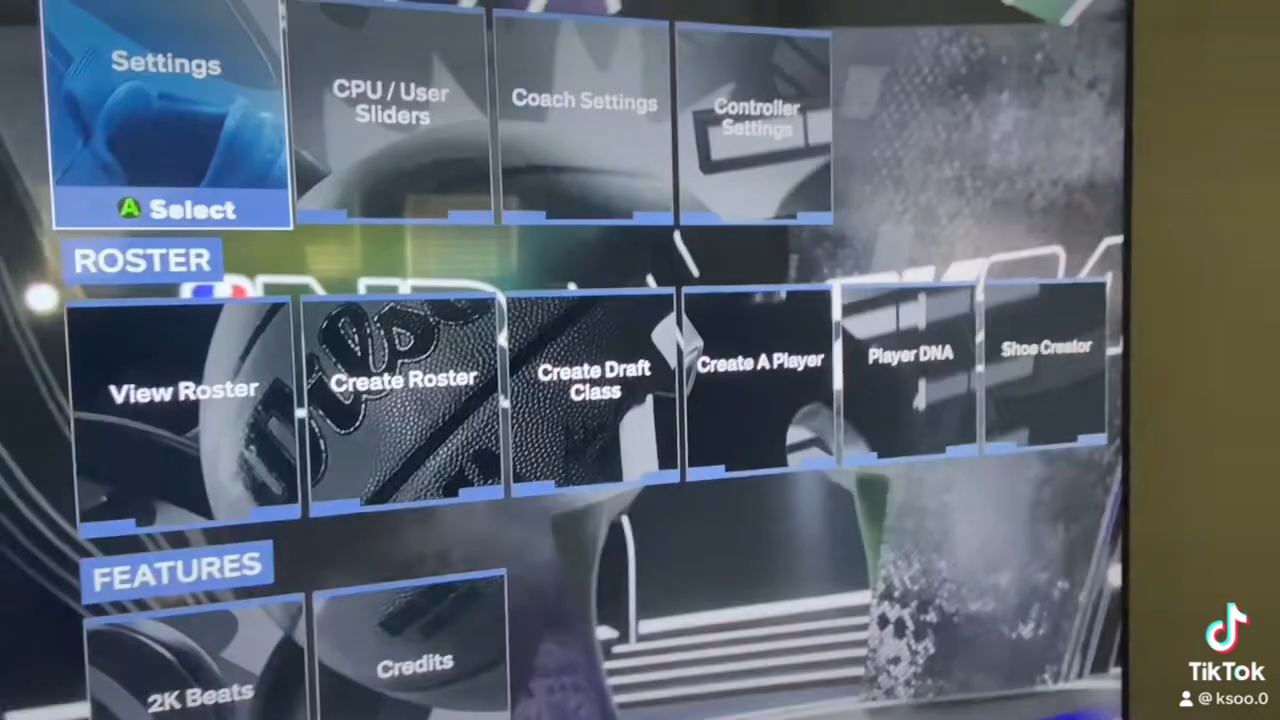 Settings
CPU / User
Sliders
Coach Settings
Controller
Settings
A Select
ROSTER
View Roster
Create Roster
Create Draft
Class
Create A Player
Player DNA
Shoe Creator
FEATURES
2K Beats
Credits
TikTok
@ksoo.0